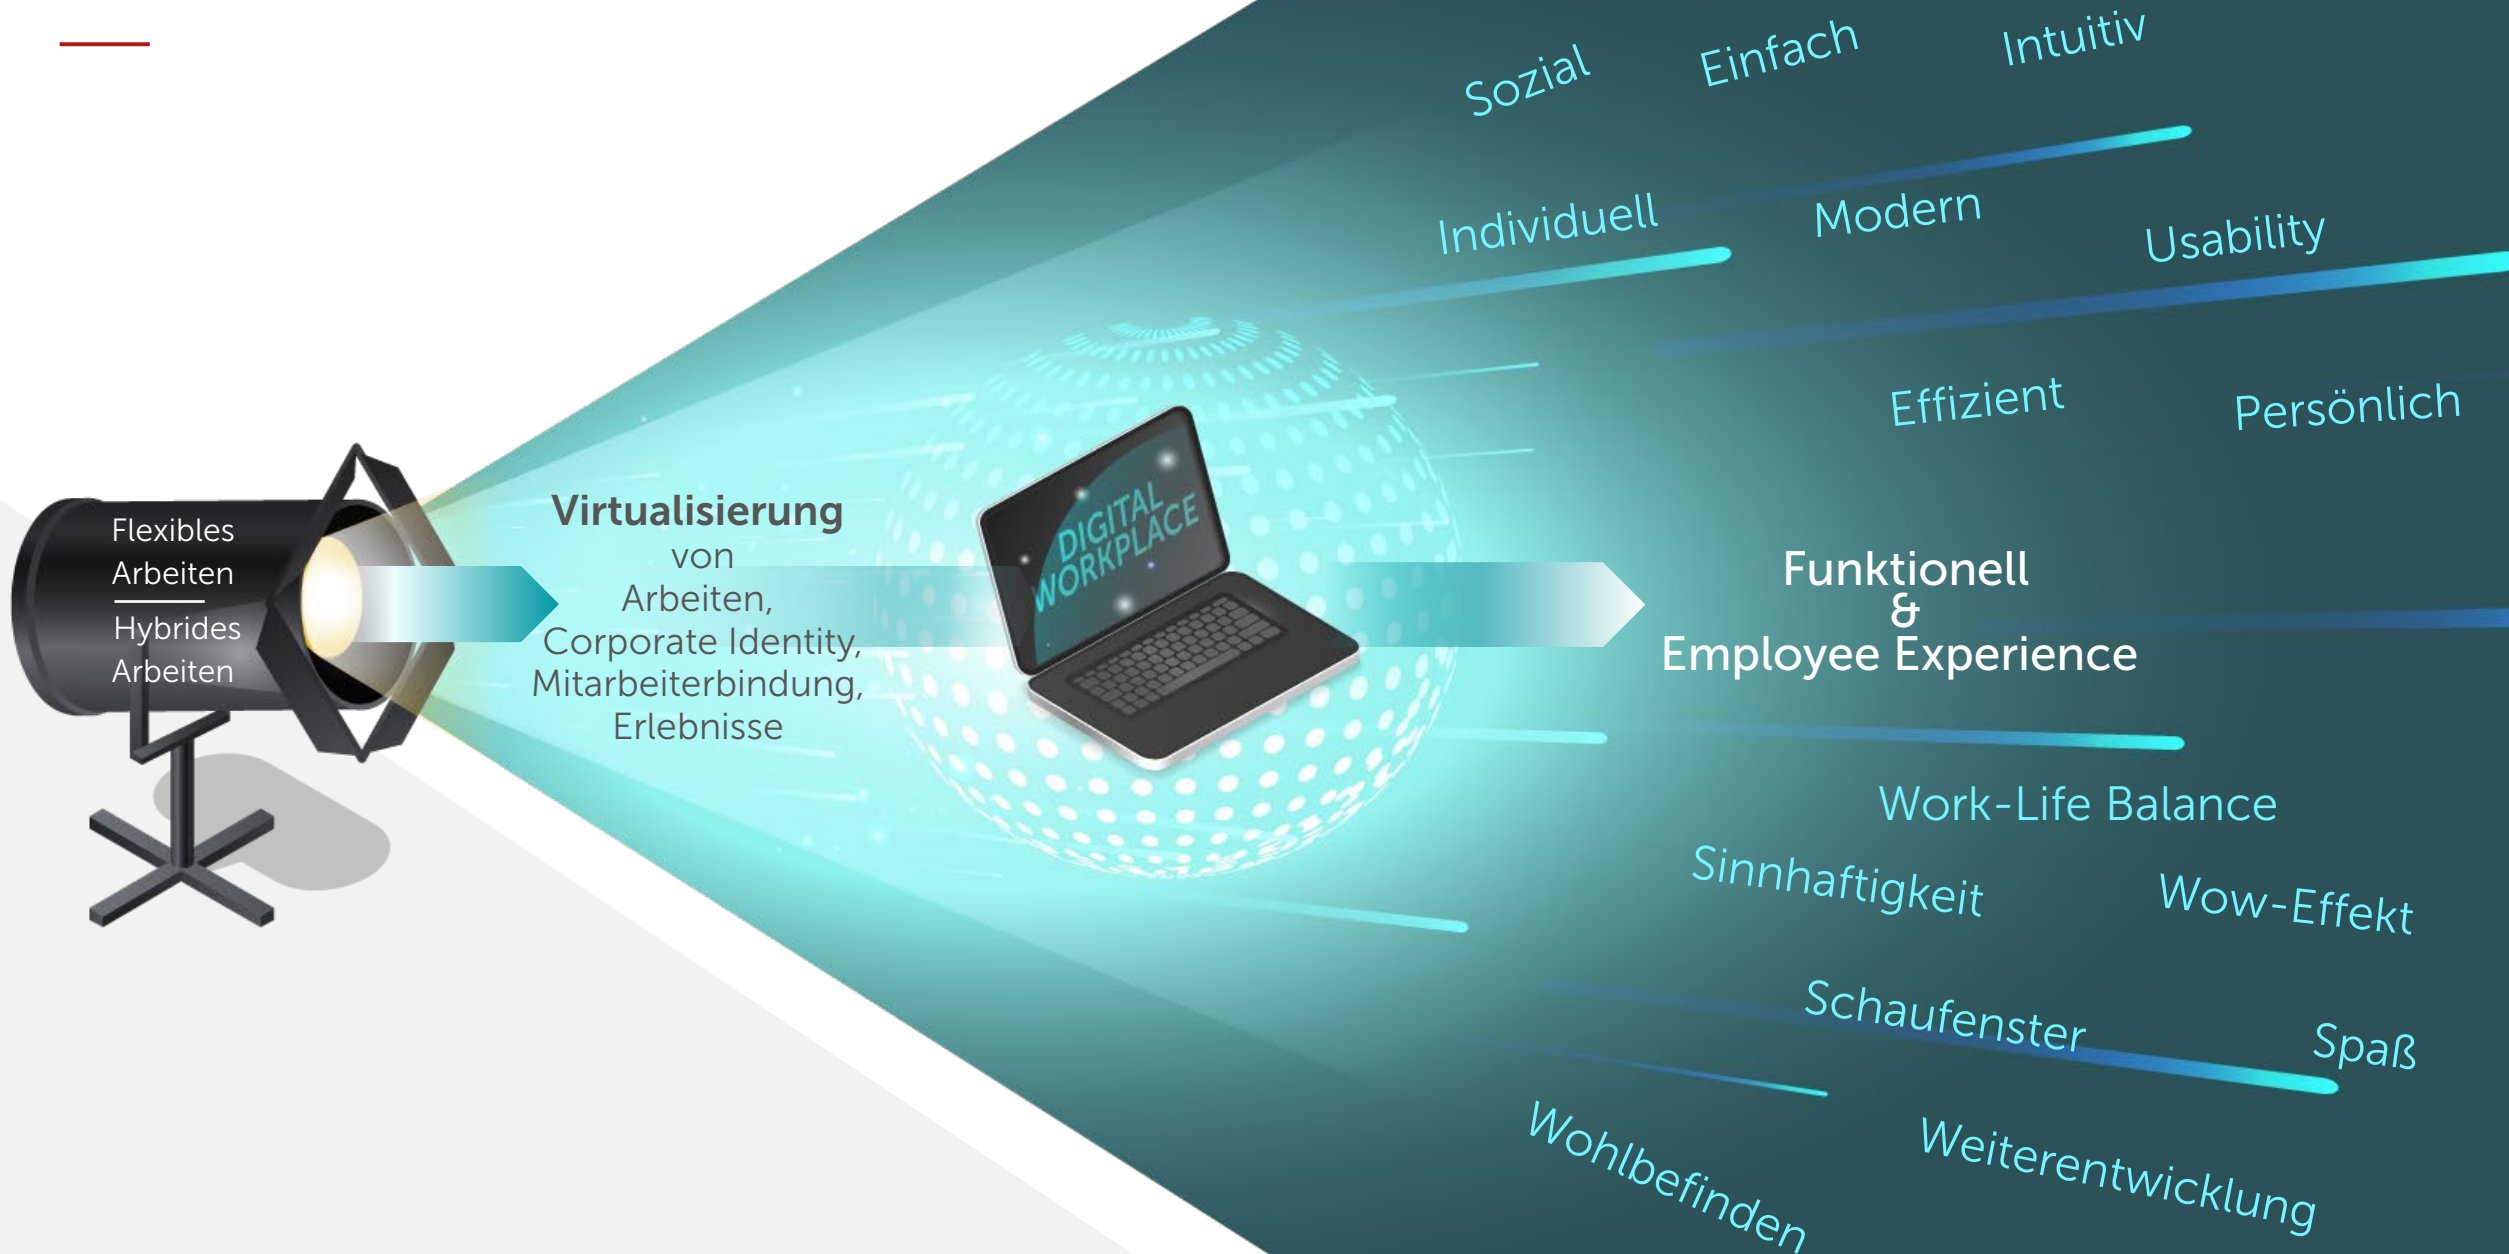 Flexibles
Arbeiten
Hybrides
Arbeiten
Virtualisierung
von
Arbeiten,
Corporate Identity,
Mitarbeiterbindung,
Erlebnisse
DIGITAL
WORKPLACE
Sozial
Einfach
Intuitiv
Individuell
Modern
Usability
Effizient
Persönlich
Funktionell
&
Employee Experience
Work-Life Balance
Sinnhaftigkeit
Wow-Effekt
Schaufenster
Spaß
Wohlbefinden
Weiterentwicklung